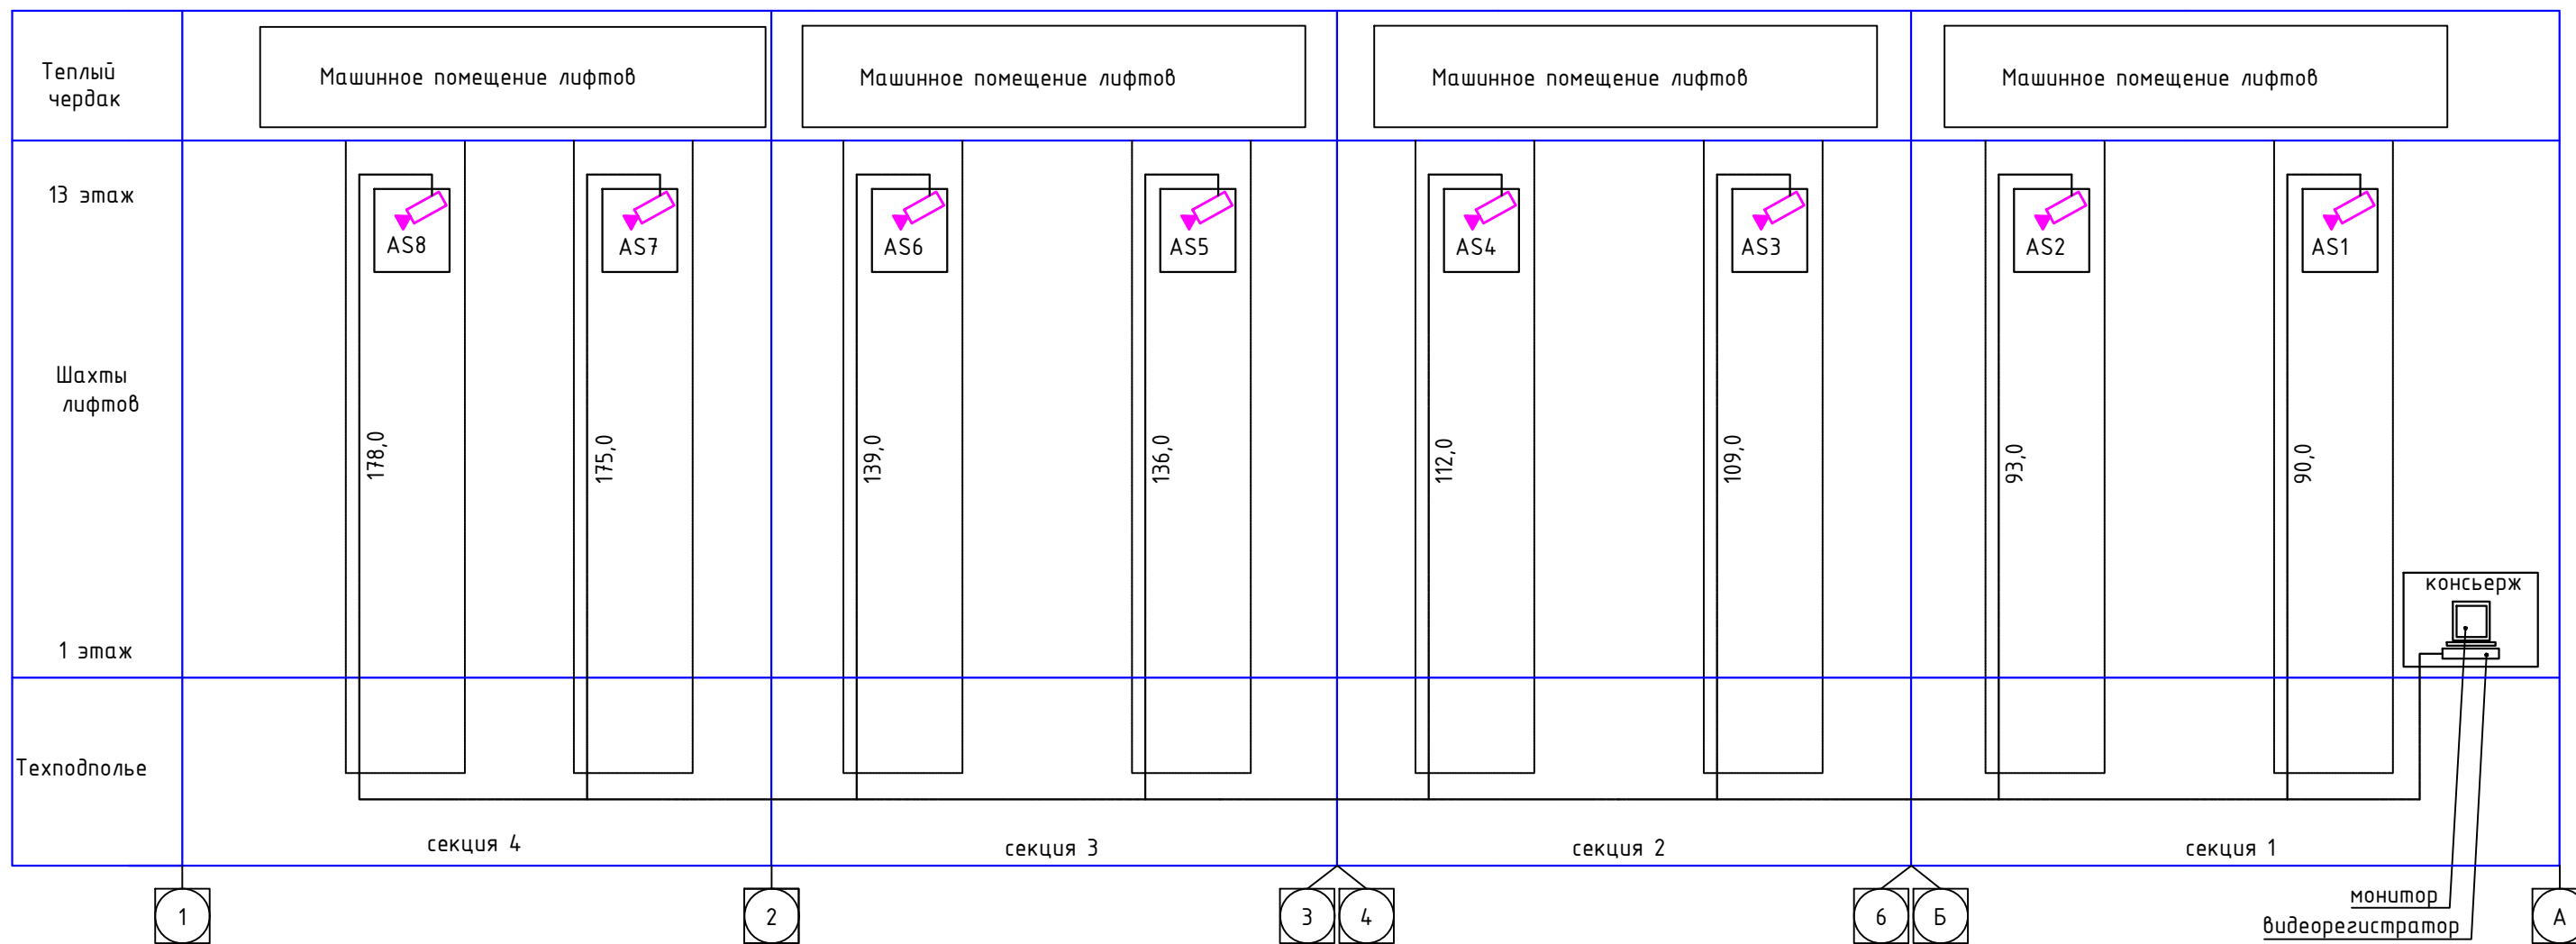 Теплый
чердак
Машинное помещение лифтов
Машинное помещение лифтов
Машинное помещение лифтов
Машинное помещение лифтов
13 этаж
AS8
AS7
AS6
AS5
AS4
AS3
AS2
AS1
Шахты
лифтов
178,0
175,0
139,0
136,0
112,0
109,0
93,0
90,0
консьерж
1 этаж
Техподполье
секция 4
секция 3
секция 2
секция 1
монитор
видеорегистратор
1
2
3
4
6
Б
А